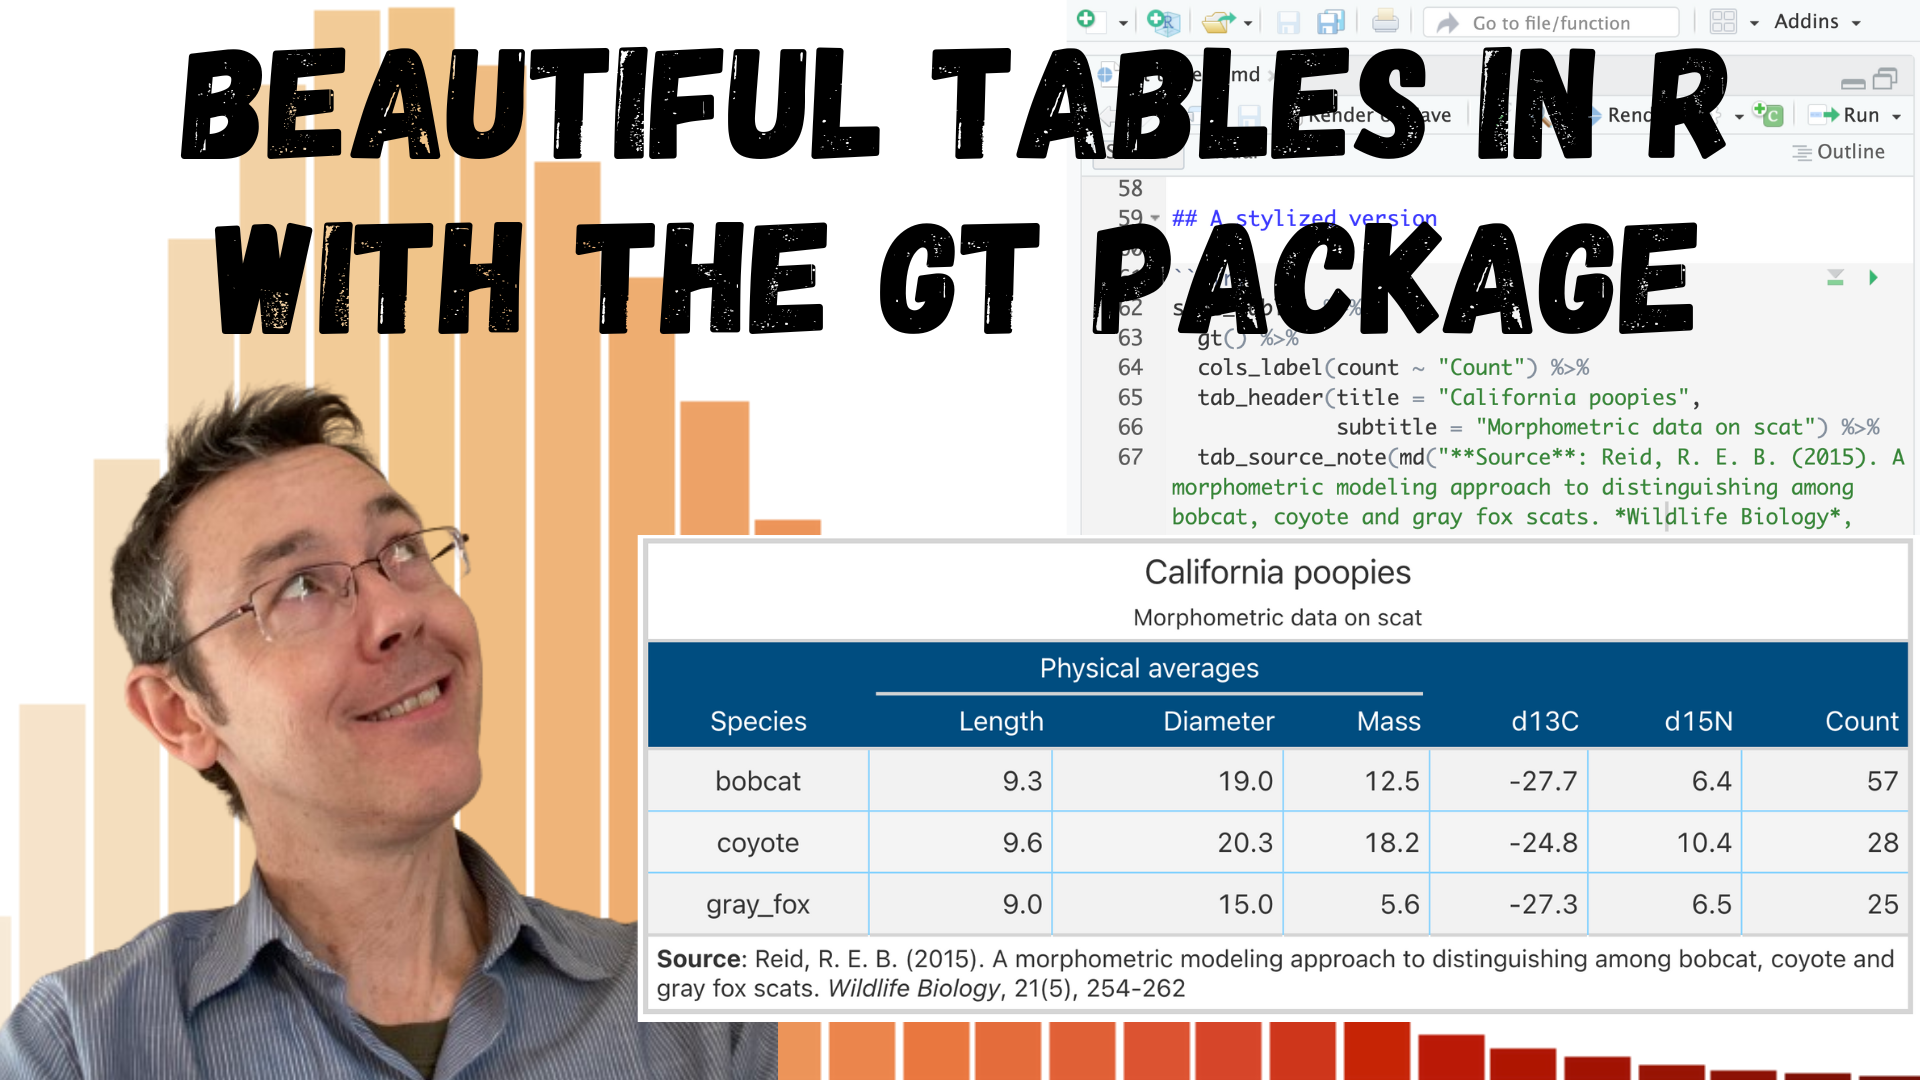 BEAUTIFUL TABLES IN R
WITH THE GT PACKAGE
Go to file/function
Addins
Run
Outline
58
59 ## A stylized version
62
63 gt() %>%
64 cols_label(count ~ "Count") %>%
65 tab_header(title = "California poopies",
66 subtitle = "Morphometric data on scat") %>%
67 tab_source_note(md("**Source**: Reid, R. E. B. (2015). A
morphometric modeling approach to distinguishing among
bobcat, coyote and gray fox scats. *Wildlife Biology*,
California poopies
Morphometric data on scat
Physical averages
Species Length Diameter Mass d13C d15N Count
bobcat 9.3 19.0 12.5 -27.7 6.4 57
coyote 9.6 20.3 18.2 -24.8 10.4 28
gray_fox 9.0 15.0 5.6 -27.3 6.5 25
Source: Reid, R. E. B. (2015). A morphometric modeling approach to distinguishing among bobcat, coyote and
gray fox scats. Wildlife Biology, 21(5), 254-262